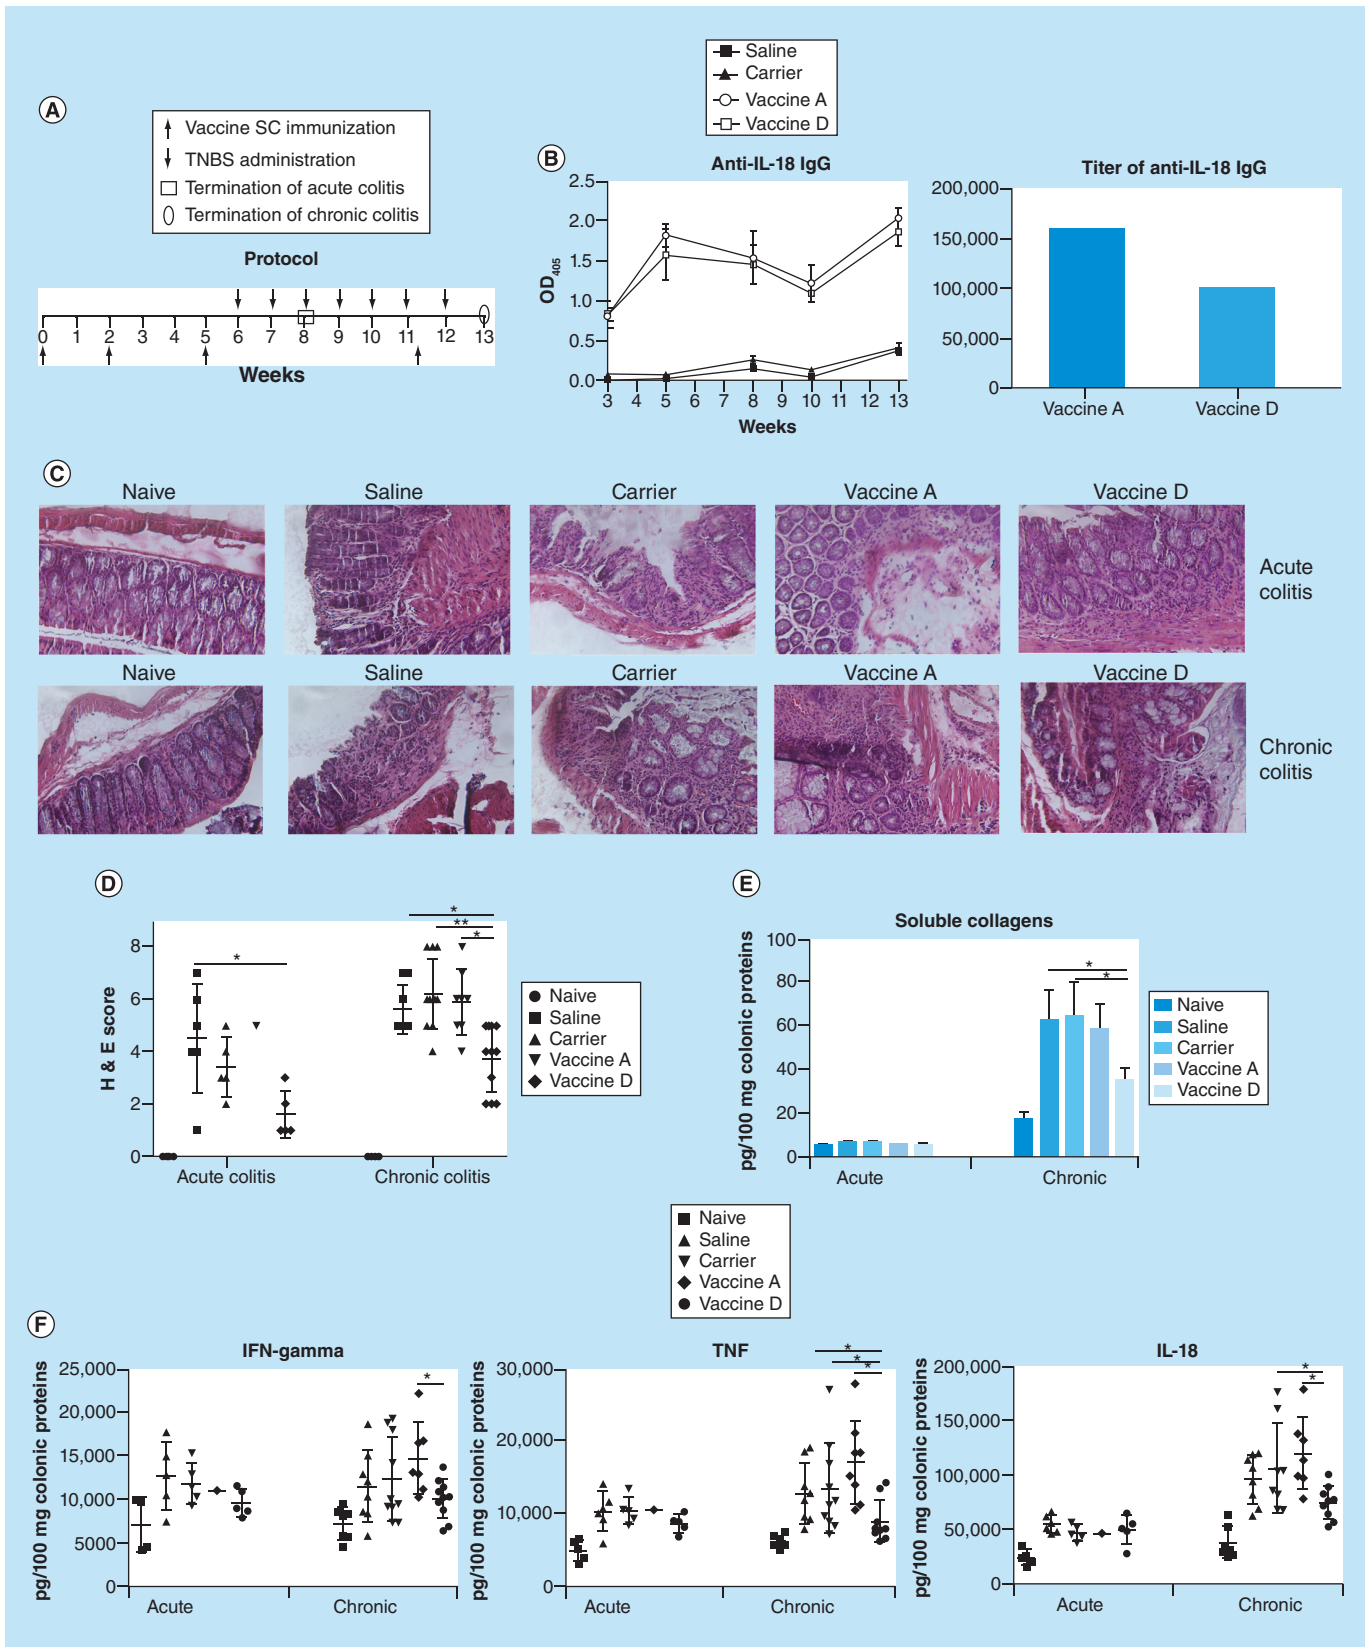 A
Vaccine SC immunization
TNBS administration
Termination of acute colitis
Termination of chronic colitis
Protocol
0 1 2 3 4 5 6 7 8 9 10 11 12 13
Weeks
Saline
Carrier
Vaccine A
Vaccine D
B
Anti-IL-18 IgG
OD405
2.5
2.0
1.5
1.0
0.5
0.0
3 4 5 6 7 8 9 10 11 12 13
Weeks
Titer of anti-IL-18 IgG
200,000
150,000
100,000
50,000
0
Vaccine A Vaccine D
C
Naive Saline Carrier Vaccine A Vaccine D
Acute
colitis
Naive Saline Carrier Vaccine A Vaccine D
Chronic
colitis
D
H & E score
8
6
4
2
0
* * ** *
Acute colitis Chronic colitis
Naive
Saline
Carrier
Vaccine A
Vaccine D
E
Soluble collagens
pg/100 mg colonic proteins
100
80
60
40
20
0
* *
Acute Chronic
Naive
Saline
Carrier
Vaccine A
Vaccine D
Naive
Saline
Carrier
Vaccine A
Vaccine D
F
IFN-gamma
pg/100 mg colonic proteins
25,000
20,000
15,000
10,000
5000
0
*
Acute Chronic
TNF
pg/100 mg colonic proteins
30,000
20,000
10,000
0
* * *
Acute Chronic
IL-18
pg/100 mg colonic proteins
200,000
150,000
100,000
50,000
0
* *
Acute Chronic